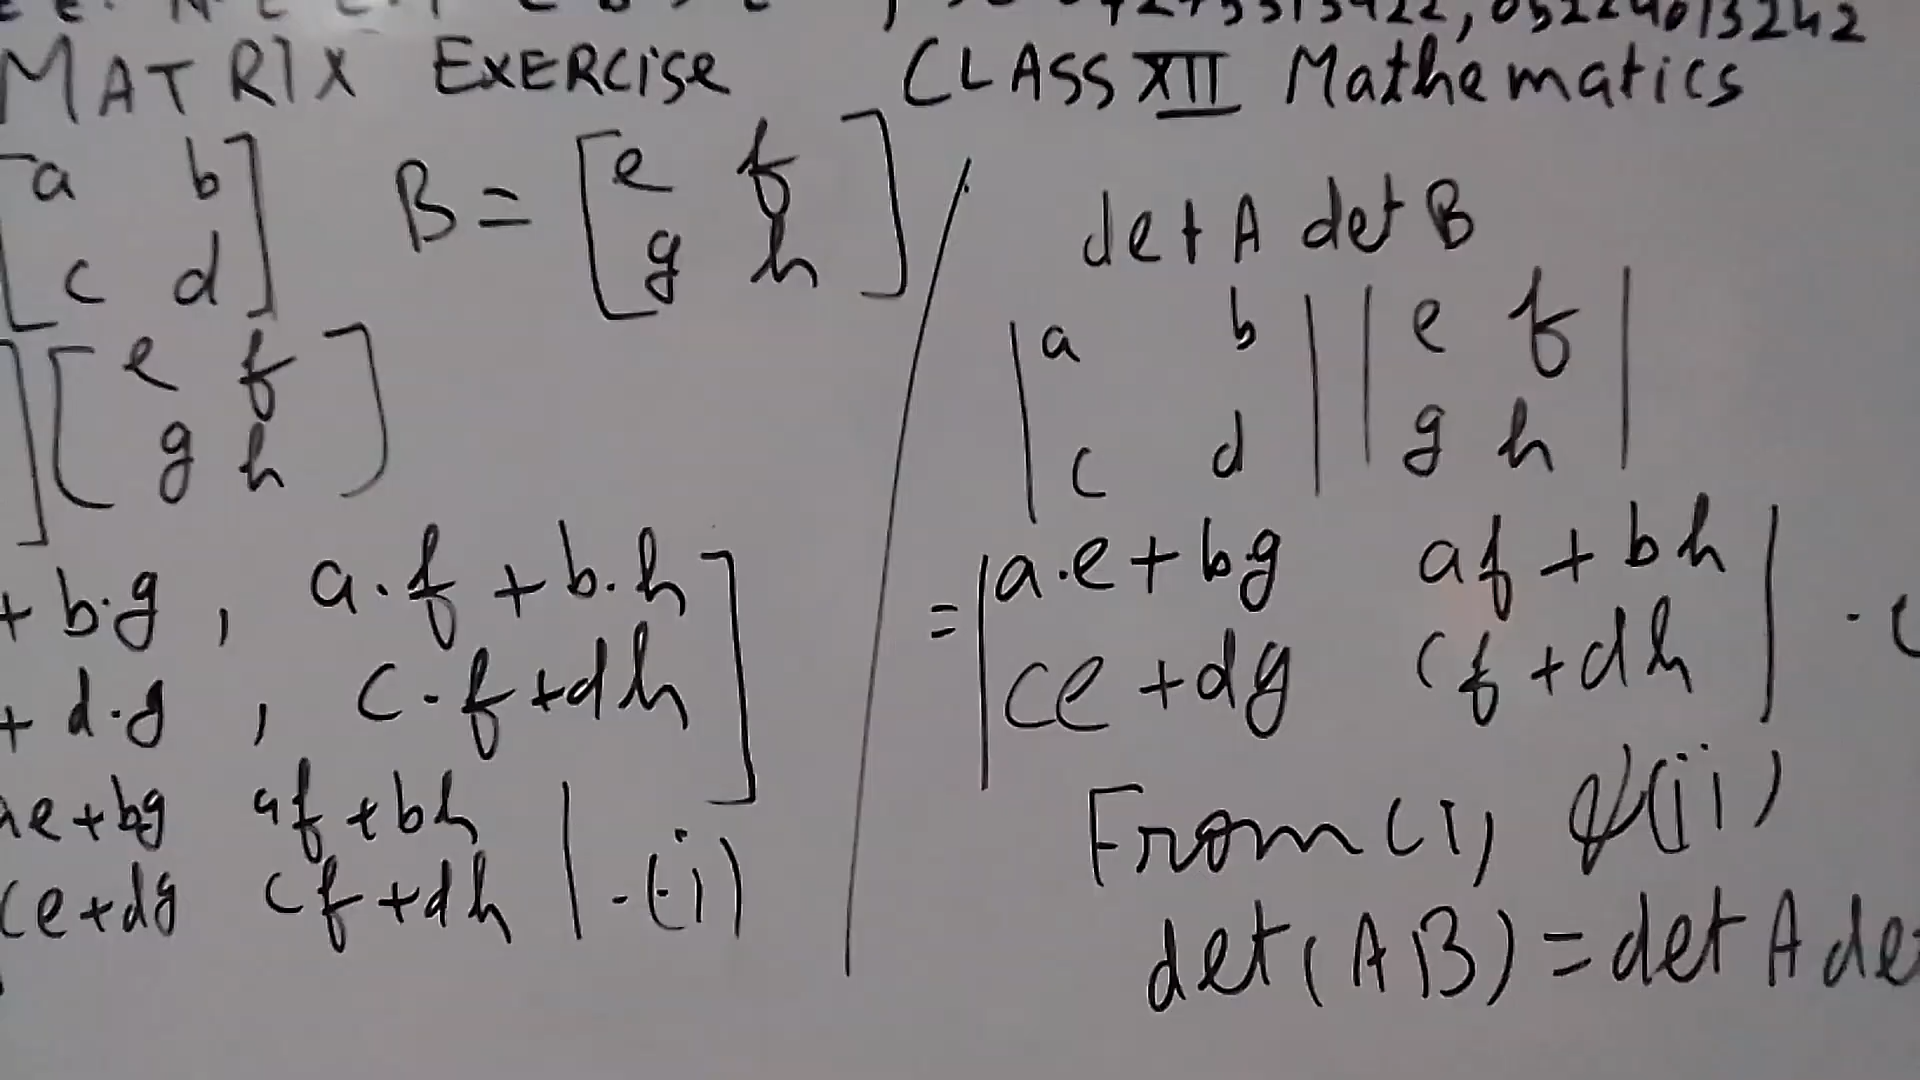 MATRIX EXERCise CLASS XII Mathematics
[a b] B = [e f]
[c d] [g h]
] [e f]
[g h]
+ b.g , a.f + b.h ]
+ d.g , c.f + dh ]
ae+bg af+bh |
ce+dg cf+dh | -(i)
det A det B
|a b| |e f|
|c d| |g h|
= |a.e + bg af + bh|
|ce + dg cf + dh|
From (i) & (ii)
det(AB) = det A de